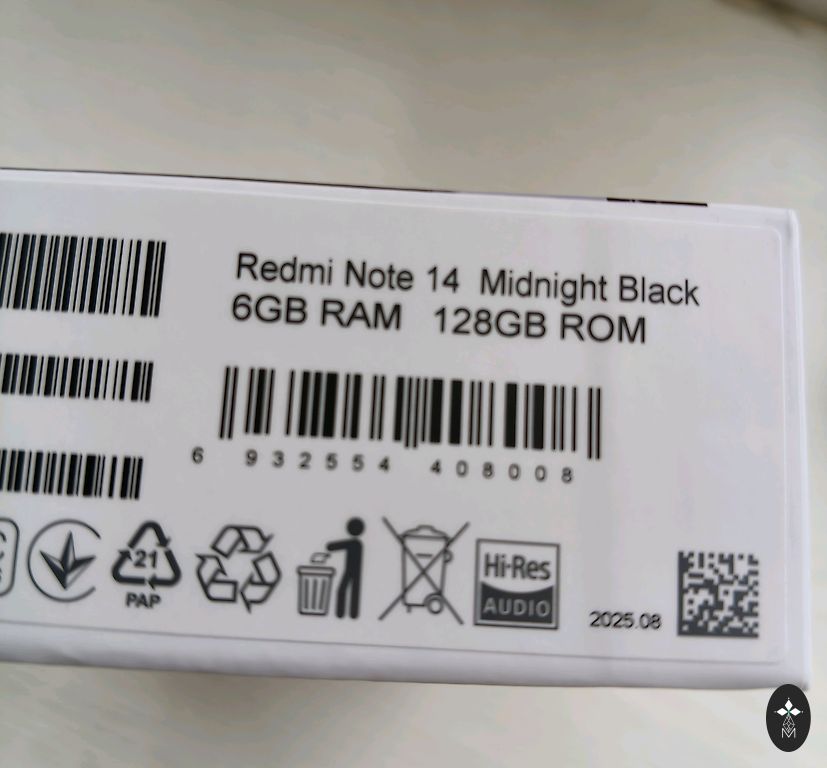 Redmi Note 14 Midnight Black
6GB RAM 128GB ROM
6 932554 408008
21
PAP
Hi-Res
AUDIO
2025.08
M